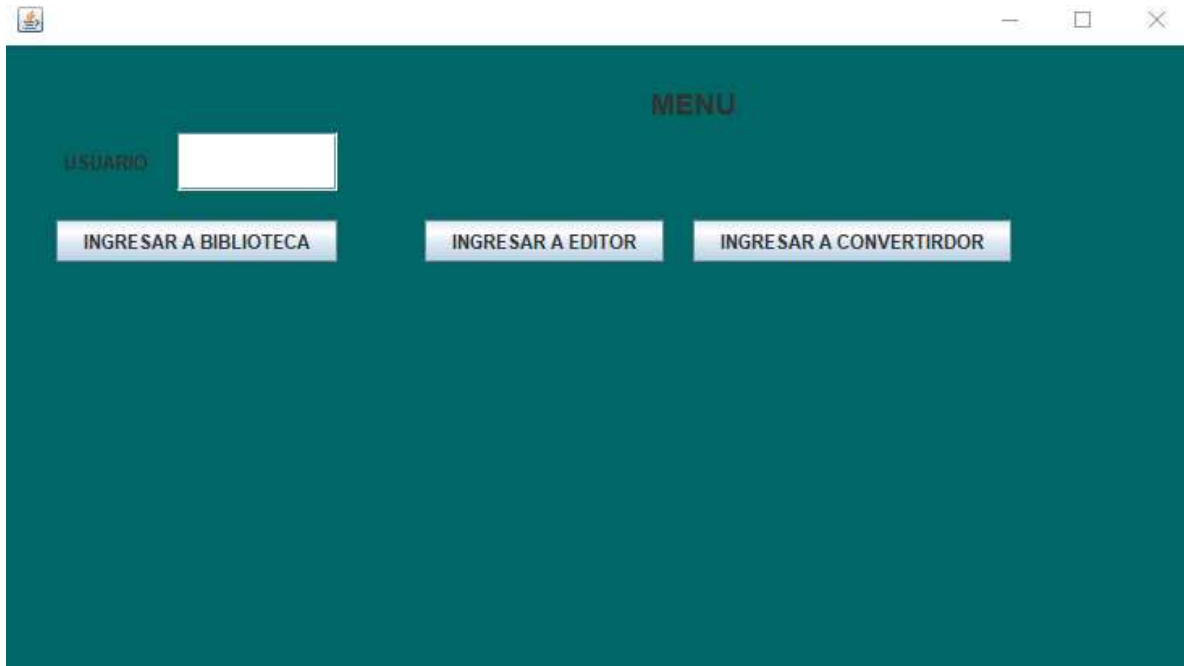 MENU
USUARIO
INGRESAR A BIBLIOTECA
INGRESAR A EDITOR
INGRESAR A CONVERTIRDOR